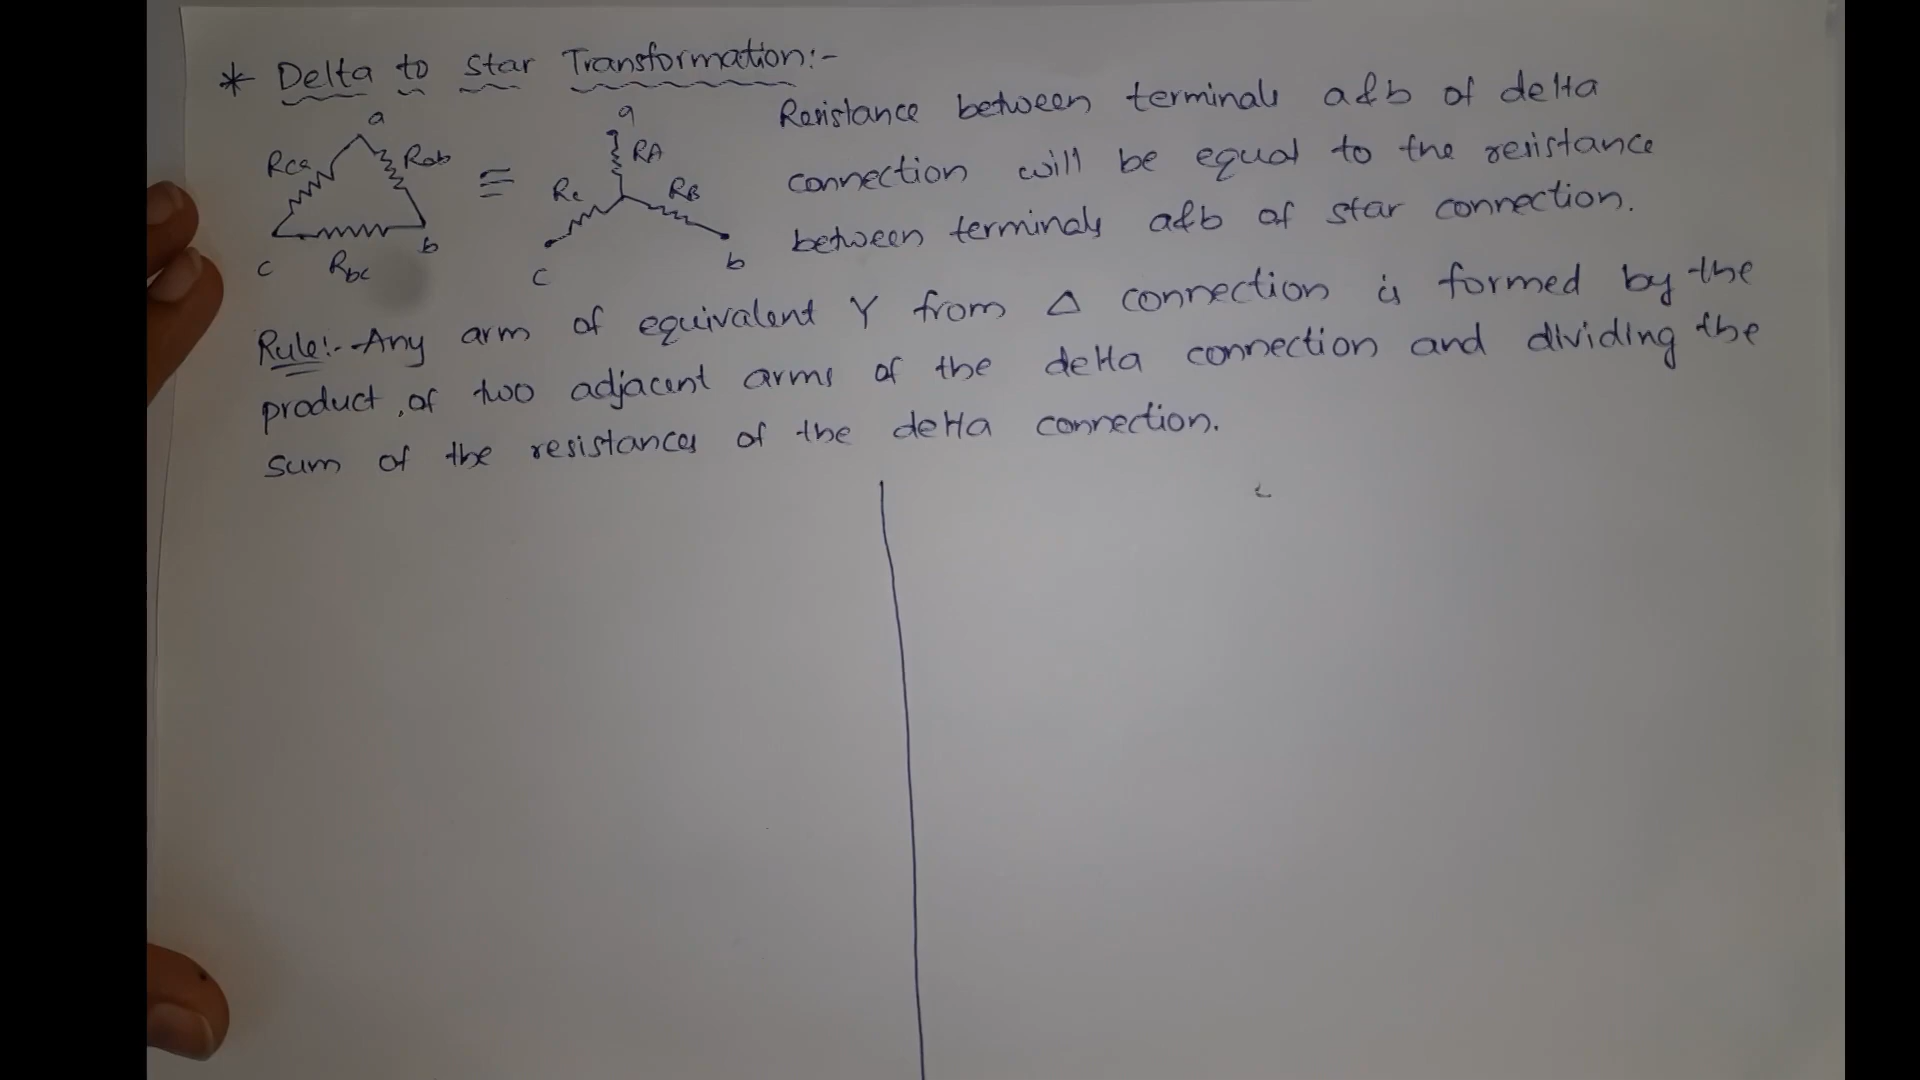 * Delta to star Transformation:-
a
Rca Rab
c Rbc b
≡
a
RA
Rc RB
c b
Resistance between terminals a&b of delta
connection will be equal to the resistance
between terminals a&b of star connection.
Rule:- Any arm of equivalent Y from Δ connection is formed by the
product of two adjacent arms of the delta connection and dividing the
sum of the resistances of the delta connection.